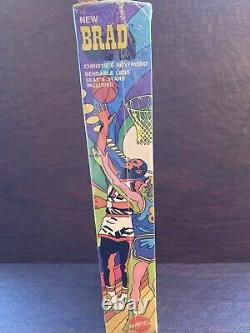 NEW
BRAD
CHRISTIE'S BOYFRIEND
BENDABLE LEGS
SEAT & STAND
INCLUDED
MATTEL